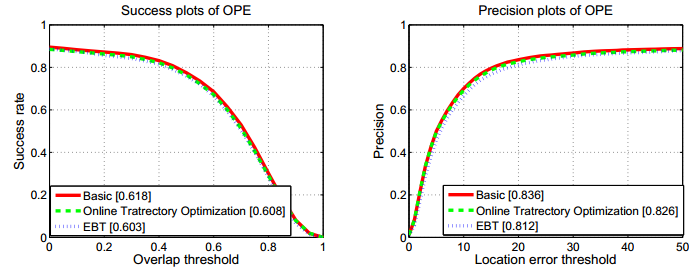 Success plots of OPE
1
0.8
0.6
0.4
0.2
0
Success rate
0 0.2 0.4 0.6 0.8 1
Overlap threshold
Basic [0.618]
Online Tratrectory Optimization [0.608]
EBT [0.603]
Precision plots of OPE
1
0.8
0.6
0.4
0.2
0
Precision
0 10 20 30 40 50
Location error threshold
Basic [0.836]
Online Tratrectory Optimization [0.826]
EBT [0.812]